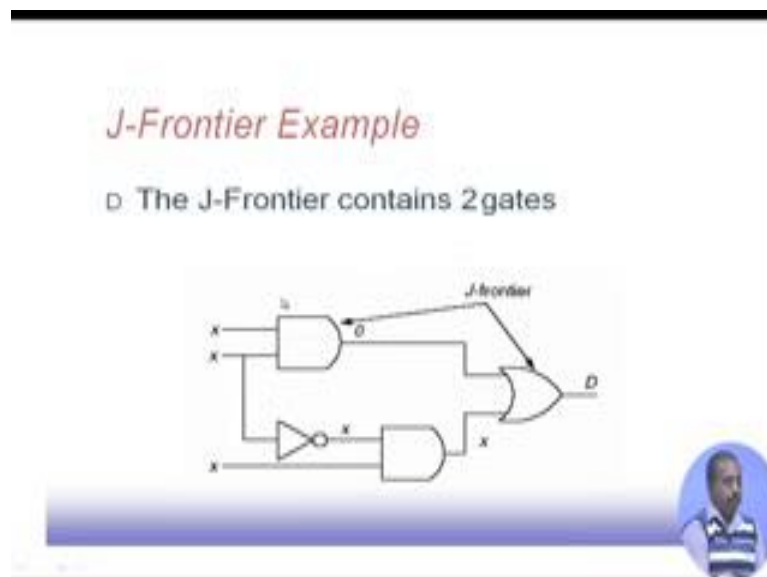 J-Frontier Example
D The J-Frontier contains 2 gates
J-frontier
x
0
x
D
x
x
x